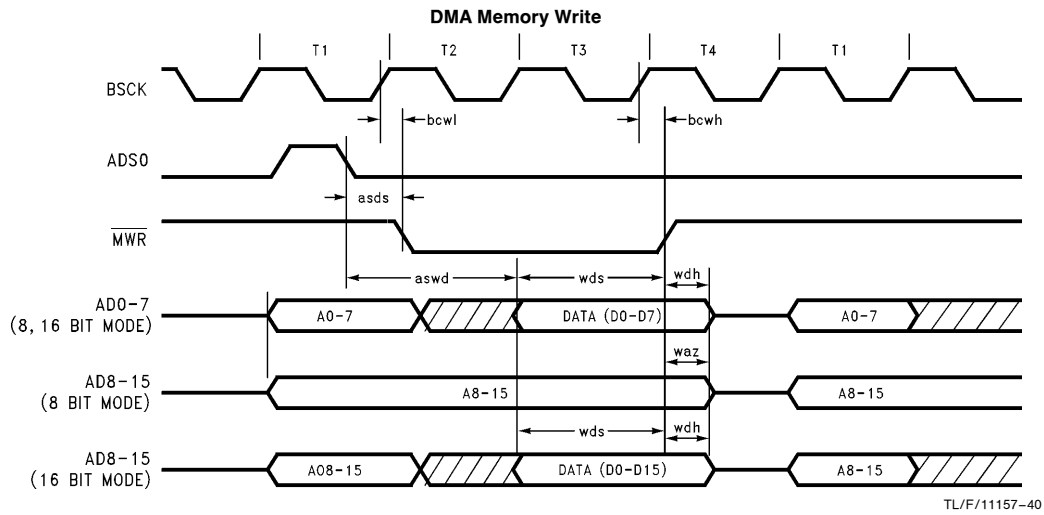 DMA Memory Write
T1 T2 T3 T4 T1
BSCK
bcwl bcwh
ADS0
asds
MWR
aswd wds wdh
AD0-7
(8, 16 BIT MODE)
A0-7 DATA (D0-D7) A0-7
waz
AD8-15
(8 BIT MODE)
A8-15 A8-15
wds wdh
AD8-15
(16 BIT MODE)
A08-15 DATA (D0-D15) A8-15
TL/F/11157-40